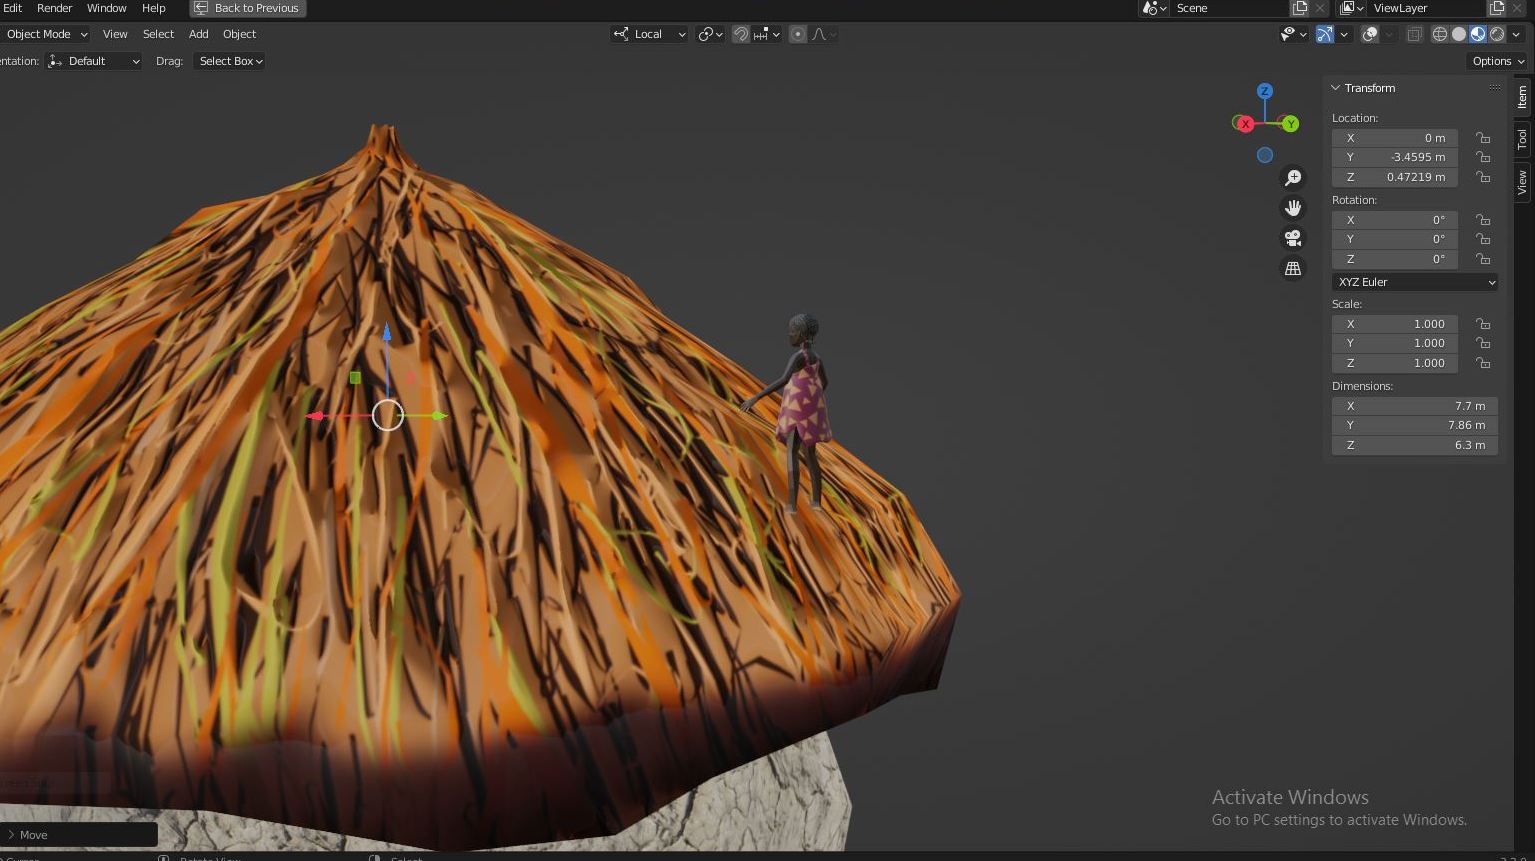 Edit Render Window Help Back to Previous Scene ViewLayer
Object Mode View Select Add Object Local
ntation: Default Drag: Select Box Options
Transform
Item
Tool
View
Location:
X 0 m
Y -3.4595 m
Z 0.47219 m
Rotation:
X 0°
Y 0°
Z 0°
XYZ Euler
Scale:
X 1.000
Y 1.000
Z 1.000
Dimensions:
X 7.7 m
Y 7.86 m
Z 6.3 m
Z
X
Y
Activate Windows
Go to PC settings to activate Windows.
Move
Rotate View Select